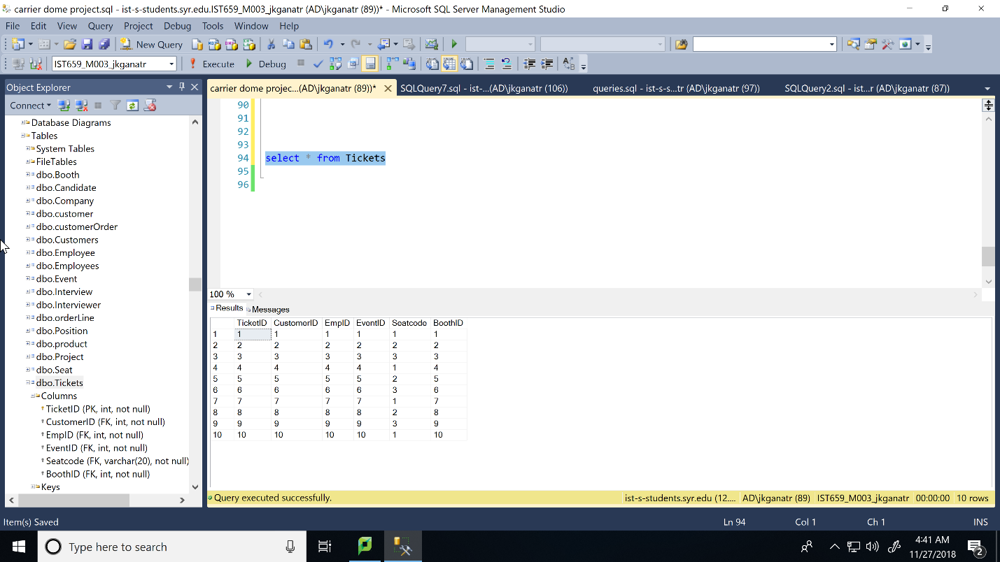 carrier dome project.sql - ist-s-students.syr.edu.IST659_M003_jkganatr (AD\jkganatr (89))* - Microsoft SQL Server Management Studio
File Edit View Query Project Debug Tools Window Help
New Query
IST659_M003_jkganatr Execute Debug
Object Explorer
Connect
Database Diagrams
Tables
System Tables
FileTables
dbo.Booth
dbo.Candidate
dbo.Company
dbo.customer
dbo.customerOrder
dbo.Customers
dbo.Employee
dbo.Employees
dbo.Event
dbo.Interview
dbo.Interviewer
dbo.orderLine
dbo.Position
dbo.product
dbo.Project
dbo.Seat
dbo.Tickets
Columns
TicketID (PK, int, not null)
CustomerID (FK, int, not null)
EmpID (FK, int, not null)
EventID (FK, int, not null)
Seatcode (FK, varchar(20), not null)
BoothID (FK, int, not null)
Keys
carrier dome projec...(AD\jkganatr (89))* SQLQuery7.sql - ist-...(AD\jkganatr (106)) queries.sql - ist-s-s...tr (AD\jkganatr (97)) SQLQuery2.sql - ist...r (AD\jkganatr (87))
90
91
92
93
94 select * from Tickets
95
96
100 %
Results Messages
TicketID CustomerID EmpID EventID Seatcode BoothID
1 1 1 1 1 1 1
2 2 2 2 2 2 2
3 3 3 3 3 3 3
4 4 4 4 4 1 4
5 5 5 5 5 2 5
6 6 6 6 6 3 6
7 7 7 7 7 1 7
8 8 8 8 8 2 8
9 9 9 9 9 3 9
10 10 10 10 10 1 10
Query executed successfully. ist-s-students.syr.edu (12.... AD\jkganatr (89) IST659_M003_jkganatr 00:00:00 10 rows
Item(s) Saved Ln 94 Col 1 Ch 1 INS
Type here to search
4:41 AM
11/27/2018
2